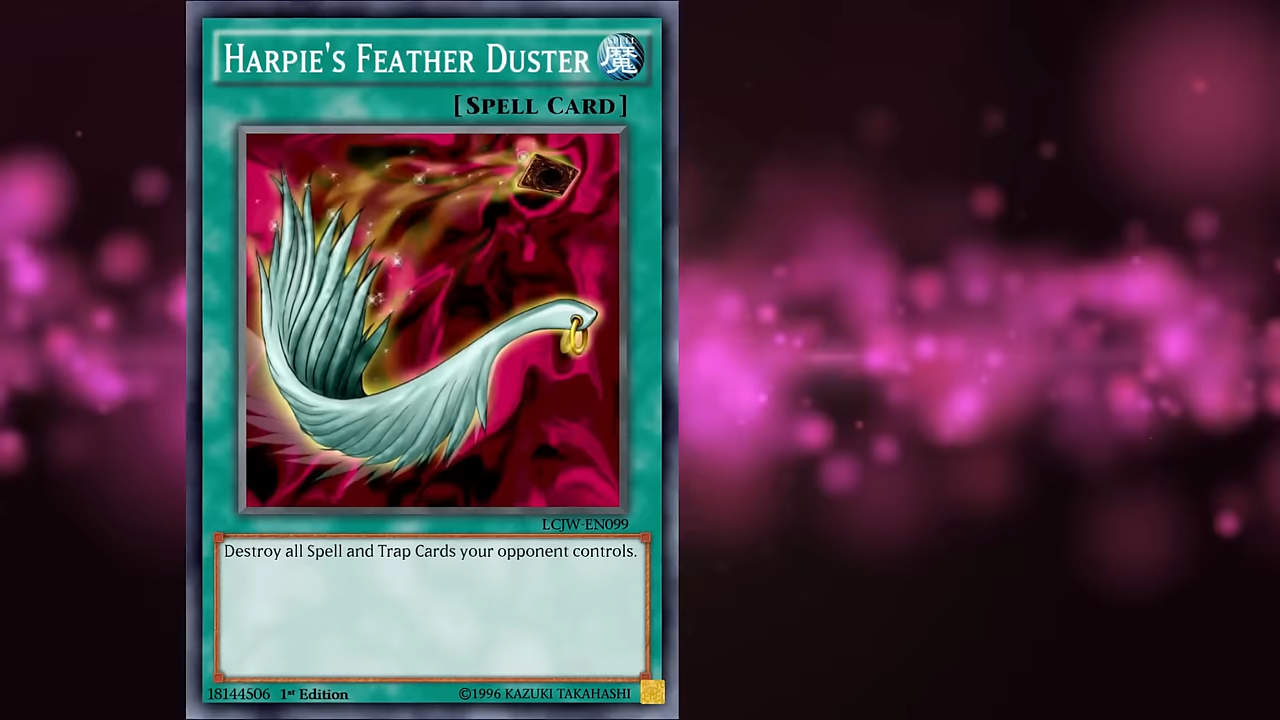 HARPIE'S FEATHER DUSTER 魔
[SPELL CARD]
LCJW-EN099
Destroy all Spell and Trap Cards your opponent controls.
18144506 1st Edition ©1996 KAZUKI TAKAHASHI